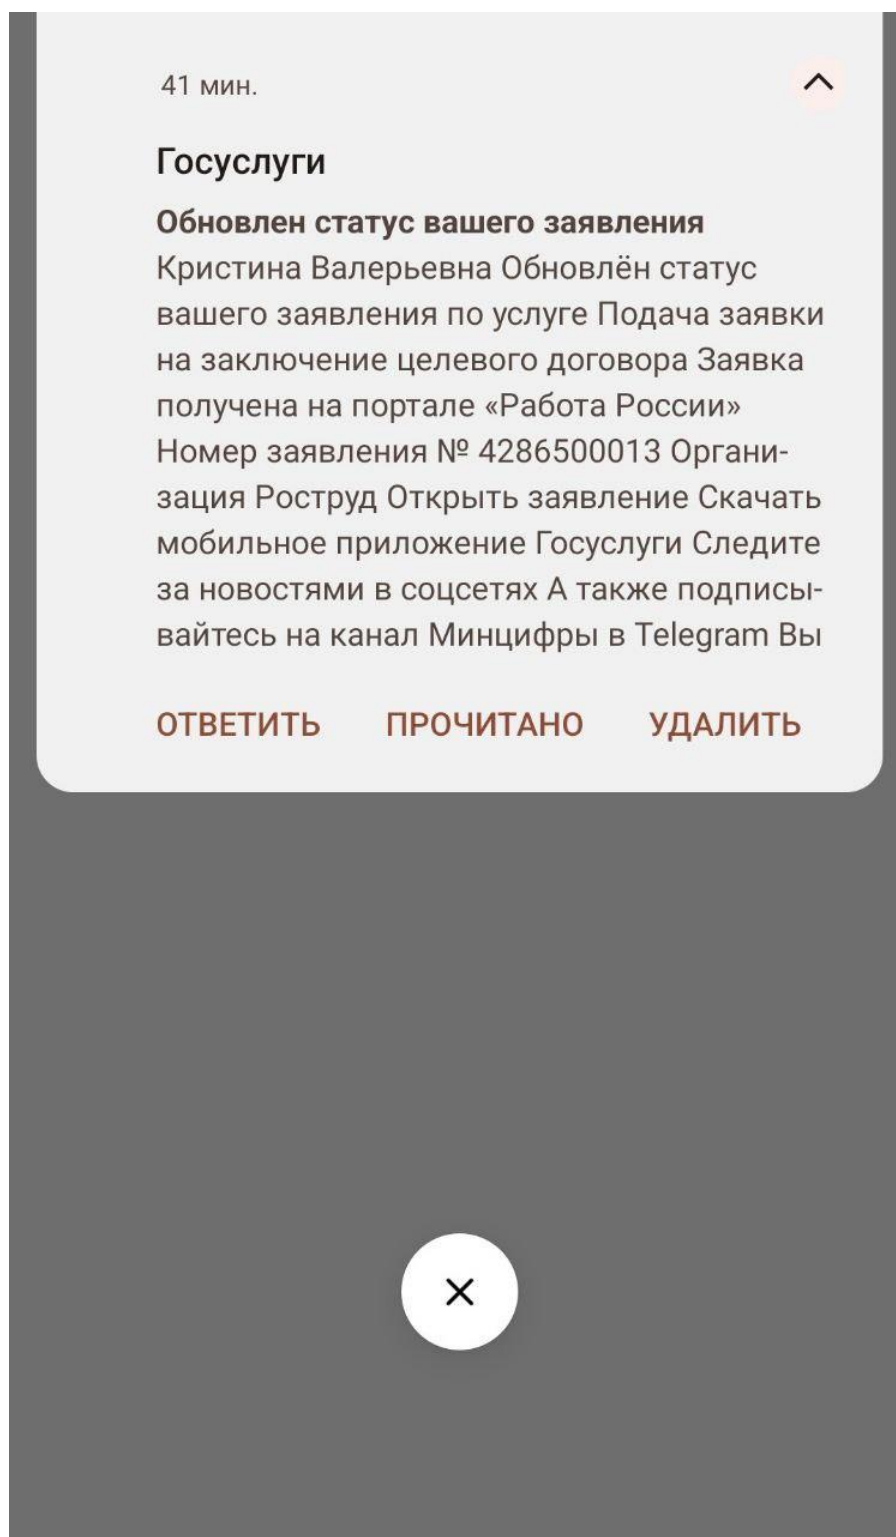 41 мин.
Госуслуги
Обновлен статус вашего заявления
Кристина Валерьевна Обновлён статус
вашего заявления по услуге Подача заявки
на заключение целевого договора Заявка
получена на портале «Работа России»
Номер заявления № 4286500013 Органи-
зация Роструд Открыть заявление Скачать
мобильное приложение Госуслуги Следите
за новостями в соцсетях А также подписы-
вайтесь на канал Минцифры в Telegram Вы
ОТВЕТИТЬ ПРОЧИТАНО УДАЛИТЬ